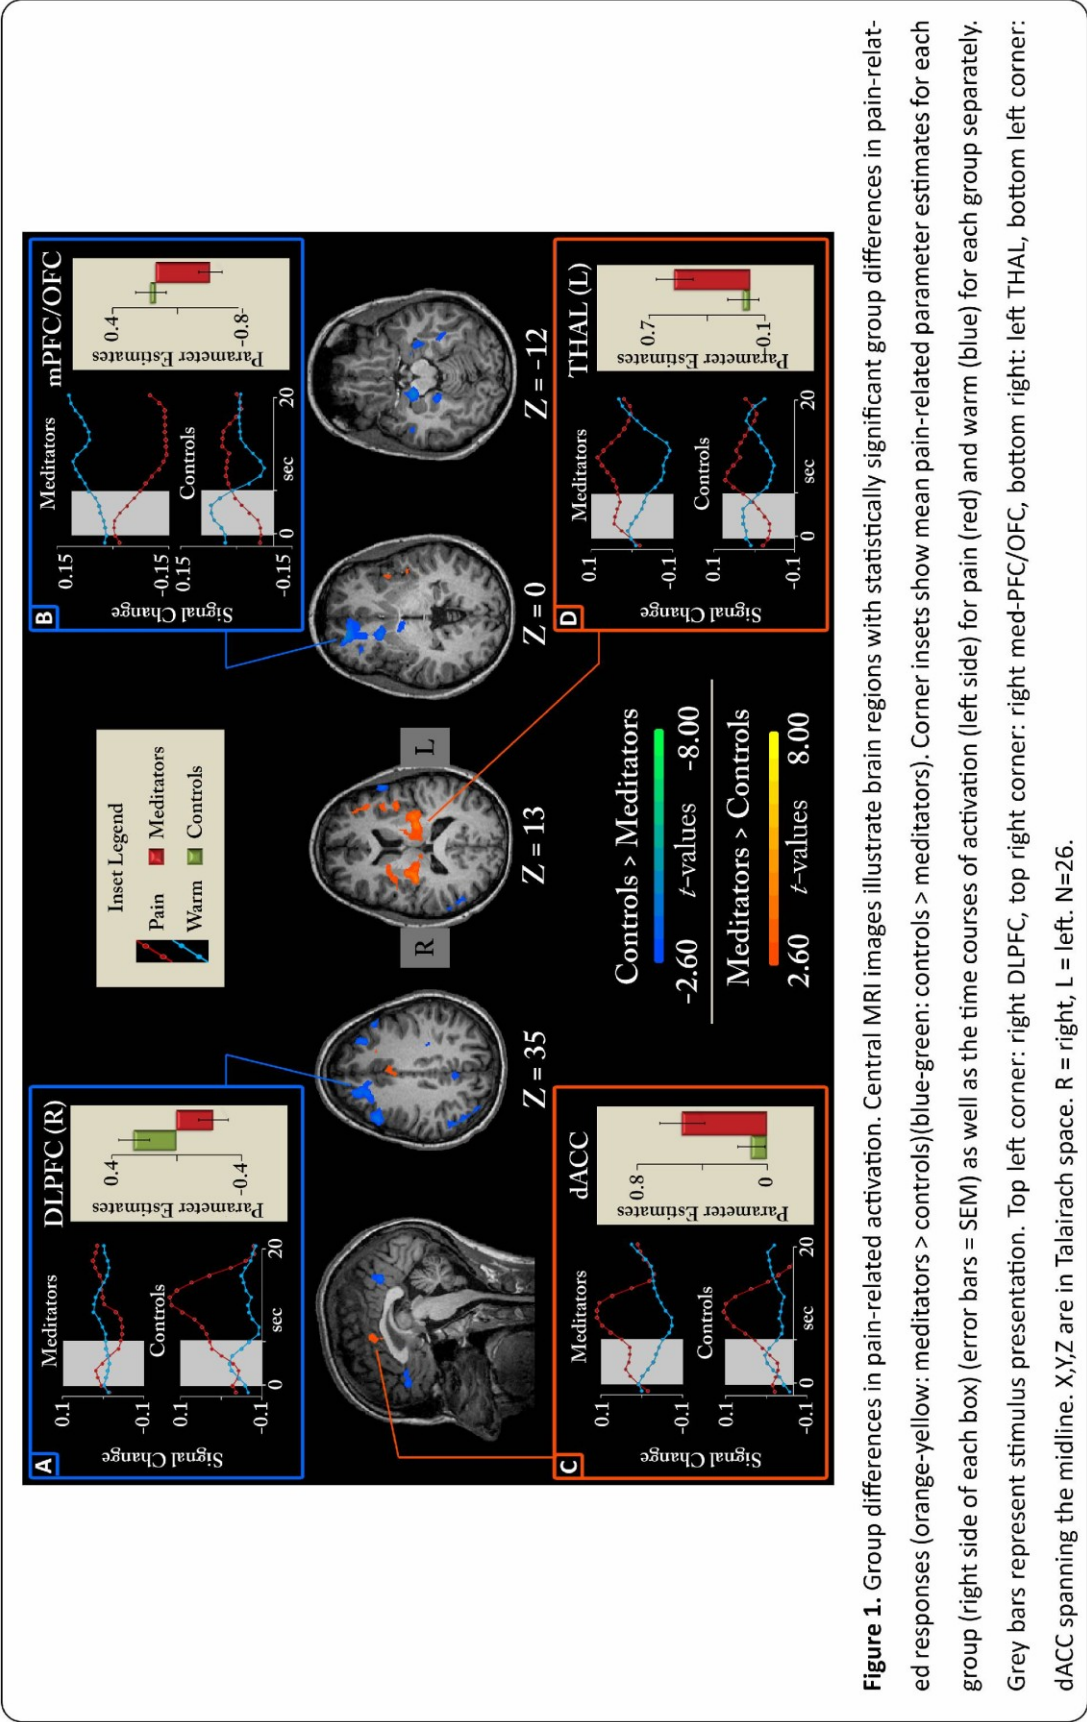 A
DLPFC (R)
Signal Change
0.1
-0.1
0.1
-0.1
Meditators
Controls
0
sec
20
Parameter Estimates
0.4
-0.4
Inset Legend
Pain
Meditators
Warm
Controls
B
mPFC/OFC
Signal Change
0.15
-0.15
0.15
-0.15
Meditators
Controls
0
sec
20
Parameter Estimates
0.4
-0.8
R
L
Z = 35
Z = 13
Z = 0
Z = -12
C
dACC
Signal Change
0.1
-0.1
0.1
-0.1
Meditators
Controls
0
sec
20
Parameter Estimates
0.8
0
Controls > Meditators
-2.60 t-values -8.00
Meditators > Controls
2.60 t-values 8.00
D
THAL (L)
Signal Change
0.1
-0.1
0.1
-0.1
Meditators
Controls
0
sec
20
Parameter Estimates
0.7
-0.1
Figure 1. Group differences in pain-related activation. Central MRI images illustrate brain regions with statistically significant group differences in pain-relat-
ed responses (orange-yellow: meditators > controls)(blue-green: controls > meditators). Corner insets show mean pain-related parameter estimates for each
group (right side of each box) (error bars = SEM) as well as the time courses of activation (left side) for pain (red) and warm (blue) for each group separately.
Grey bars represent stimulus presentation. Top left corner: right DLPFC, top right corner: right med-PFC/OFC, bottom right: left THAL, bottom left corner:
dACC spanning the midline. X,Y,Z are in Talairach space. R = right, L = left. N=26.